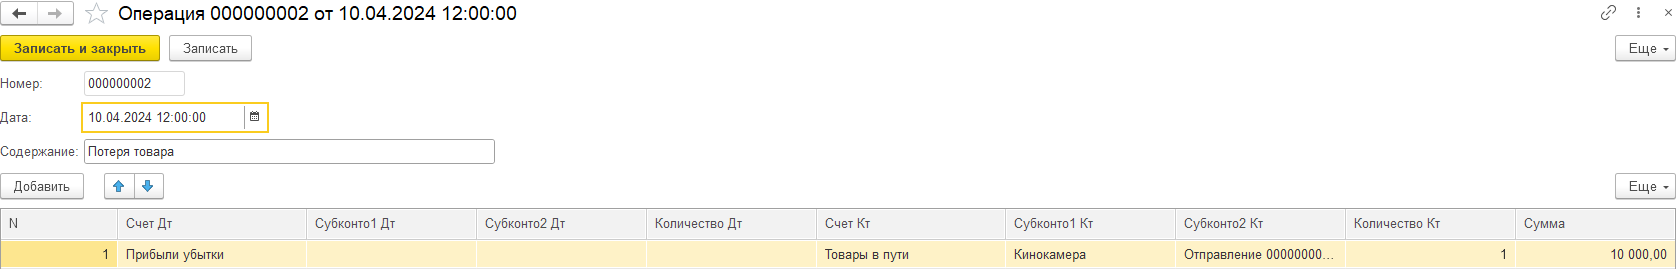 Операция 000000002 от 10.04.2024 12:00:00
Записать и закрыть Записать Еще
Номер: 000000002
Дата: 10.04.2024 12:00:00
Содержание: Потеря товара
Добавить Еще
N Счет Дт Субконто1 Дт Субконто2 Дт Количество Дт Счет Кт Субконто1 Кт Субконто2 Кт Количество Кт Сумма
1 Прибыли убытки Товары в пути Кинокамера Отправление 00000000... 1 10 000,00